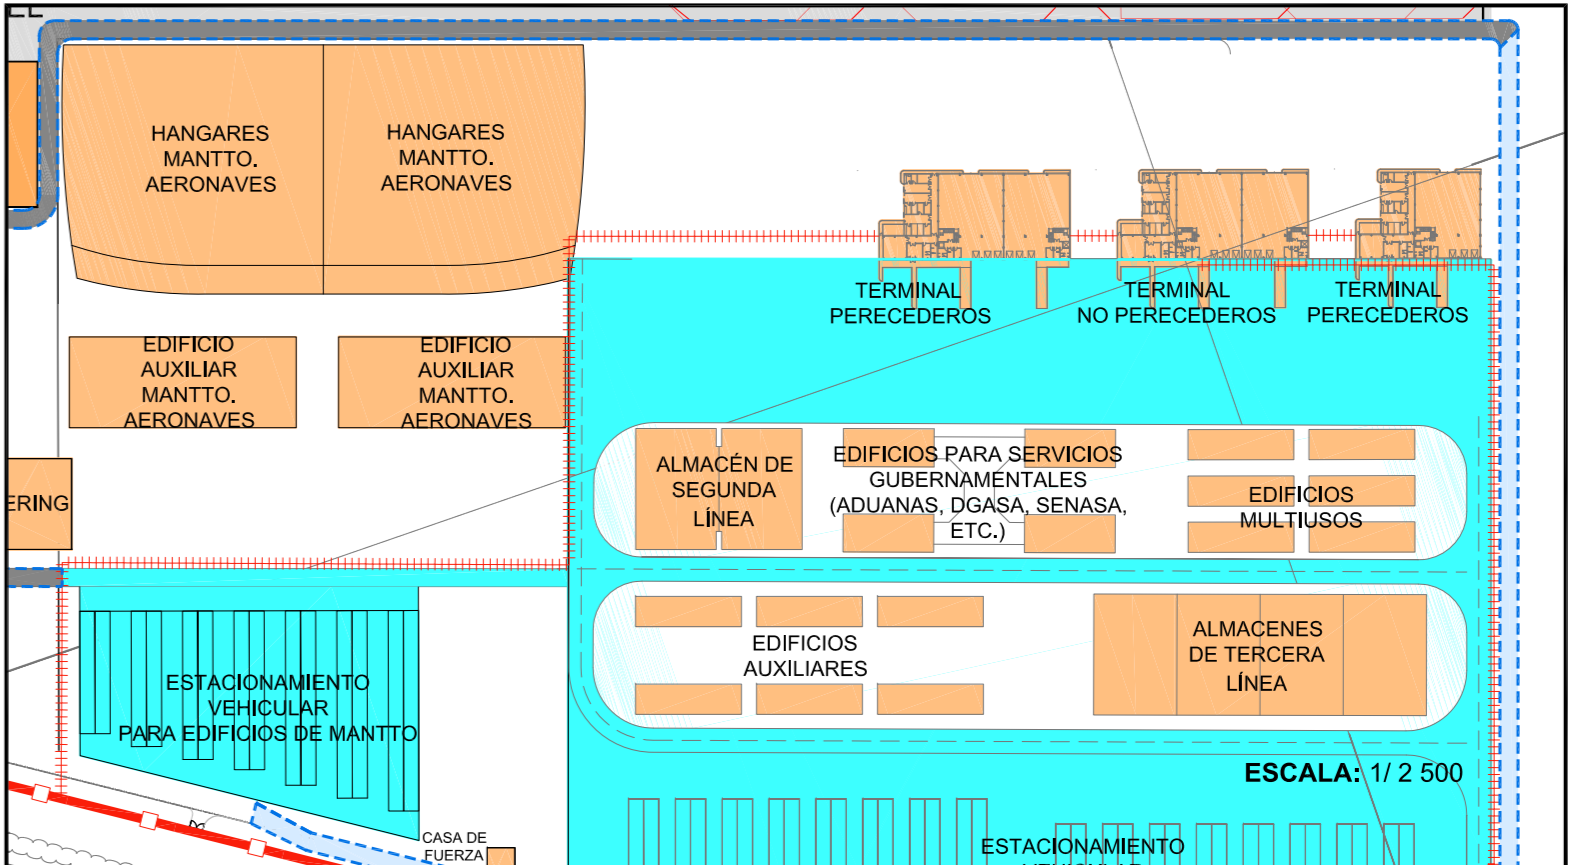 HANGARES
MANTTO.
AERONAVES
HANGARES
MANTTO.
AERONAVES
TERMINAL
PERECEDEROS
TERMINAL
NO PERECEDEROS
TERMINAL
PERECEDEROS
EDIFICIO
AUXILIAR
MANTTO.
AERONAVES
EDIFICIO
AUXILIAR
MANTTO.
AERONAVES
ERING
ALMACÉN DE
SEGUNDA
LÍNEA
EDIFICIOS PARA SERVICIOS
GUBERNAMENTALES
(ADUANAS, DGASA, SENASA,
ETC.)
EDIFICIOS
MULTIUSOS
EDIFICIOS
AUXILIARES
ALMACENES
DE TERCERA
LÍNEA
ESTACIONAMIENTO
VEHICULAR
PARA EDIFICIOS DE MANTTO
ESCALA: 1/ 2 500
CASA DE
FUERZA
ESTACIONAMIENTO